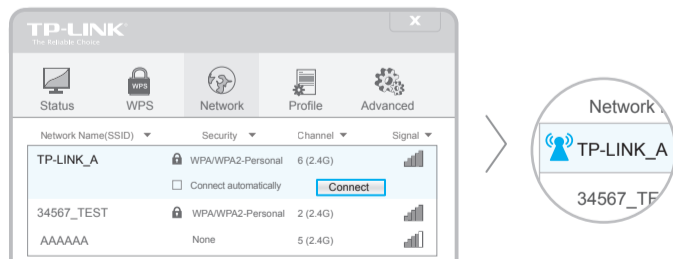 TP-LINK®
The Reliable Choice
X
WPS
Status WPS Network Profile Advanced
Network Name(SSID) Security Channel Signal
TP-LINK_A WPA/WPA2-Personal 6 (2.4G)
Connect automatically Connect
34567_TEST WPA/WPA2-Personal 2 (2.4G)
AAAAAA None 5 (2.4G)
Network
TP-LINK_A
34567_TE